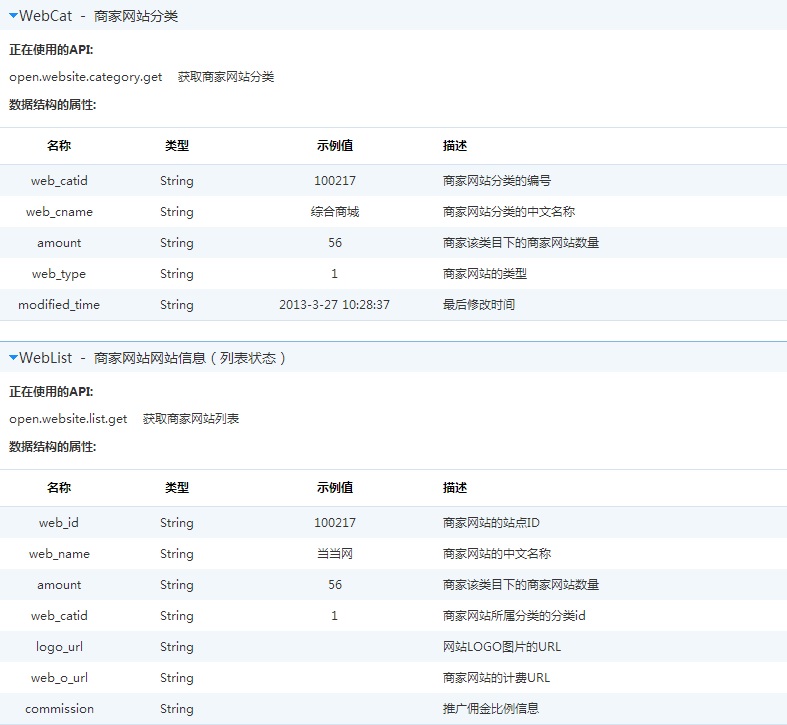 WebCat - 商家网站分类
正在使用的API:
open.website.category.get 获取商家网站分类
数据结构的属性:
名称 类型 示例值 描述
web_catid String 100217 商家网站分类的编号
web_cname String 综合商城 商家网站分类的中文名称
amount String 56 商家该类目下的商家网站数量
web_type String 1 商家网站的类型
modified_time String 2013-3-27 10:28:37 最后修改时间
WebList - 商家网站网站信息（列表状态）
正在使用的API:
open.website.list.get 获取商家网站列表
数据结构的属性:
名称 类型 示例值 描述
web_id String 100217 商家网站的站点ID
web_name String 当当网 商家网站的中文名称
amount String 56 商家该类目下的商家网站数量
web_catid String 1 商家网站所属分类的分类id
logo_url String 网站LOGO图片的URL
web_o_url String 商家网站的计费URL
commission String 推广佣金比例信息